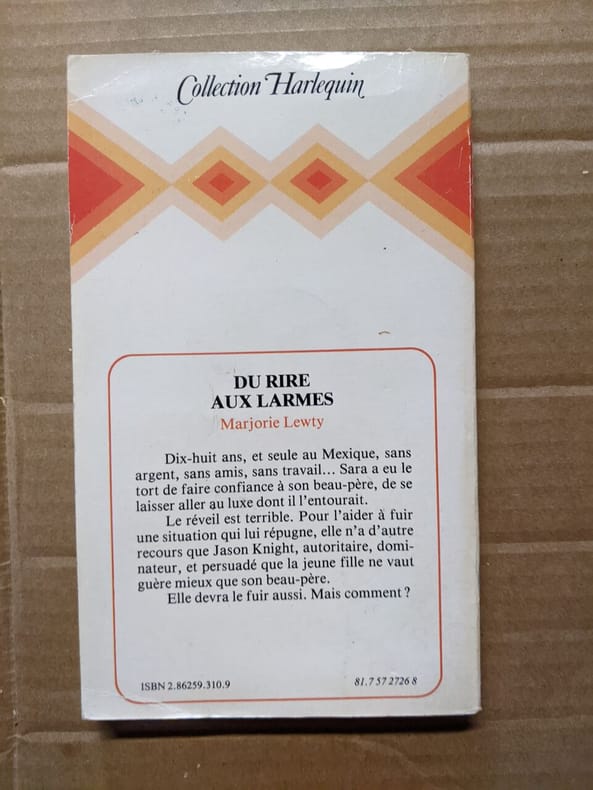 Collection Harlequin
DU RIRE
AUX LARMES
Marjorie Lewty
Dix-huit ans, et seule au Mexique, sans
argent, sans amis, sans travail... Sara a eu le
tort de faire confiance à son beau-père, de se
laisser aller au luxe dont il l'entourait.
Le réveil est terrible. Pour l'aider à fuir
une situation qui lui répugne, elle n'a d'autre
recours que Jason Knight, autoritaire, domi-
nateur, et persuadé que la jeune fille ne vaut
guère mieux que son beau-père.
Elle devra le fuir aussi. Mais comment ?
ISBN 2.86259.310.9
81.7 57 2726 8